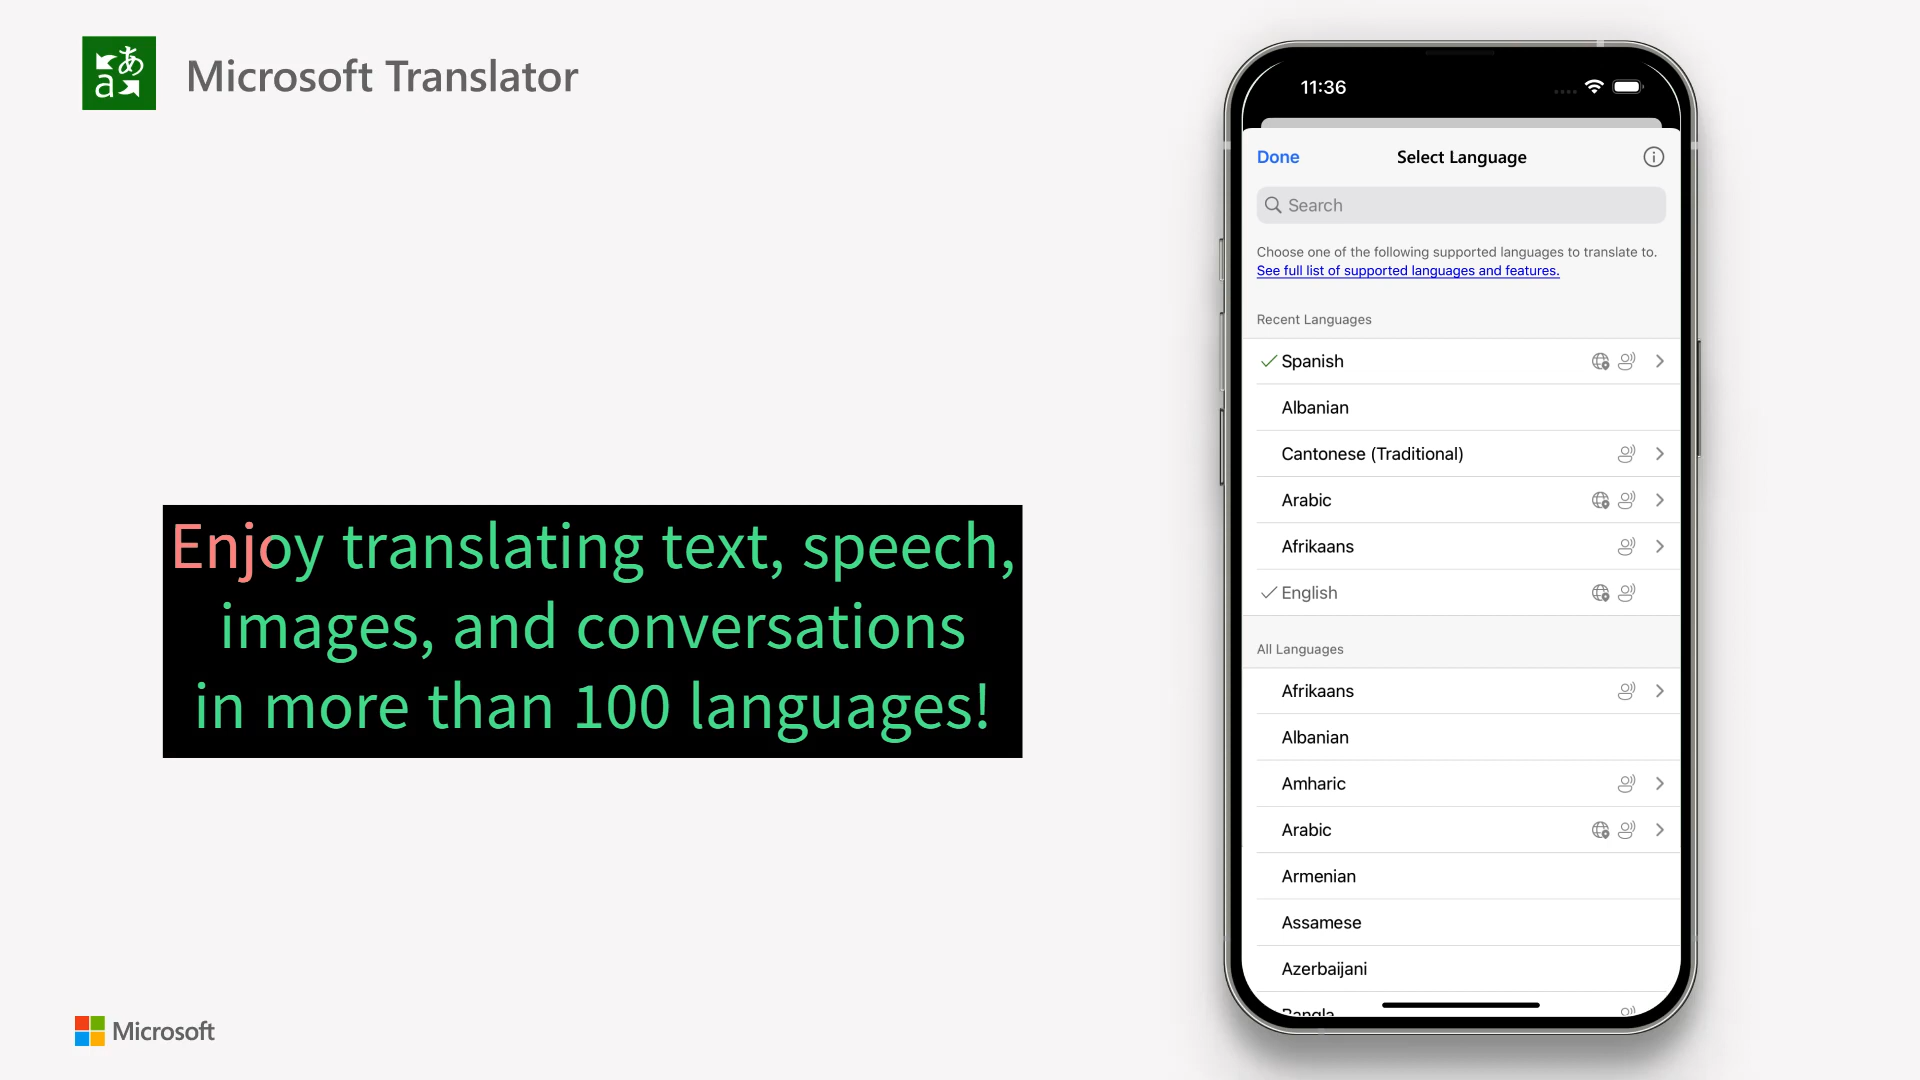 Microsoft Translator
Enjoy translating text, speech,
images, and conversations
in more than 100 languages!
Microsoft
11:36
Done Select Language
Search
Choose one of the following supported languages to translate to.
See full list of supported languages and features.
Recent Languages
Spanish
Albanian
Cantonese (Traditional)
Arabic
Afrikaans
English
All Languages
Afrikaans
Albanian
Amharic
Arabic
Armenian
Assamese
Azerbaijani
Bangla